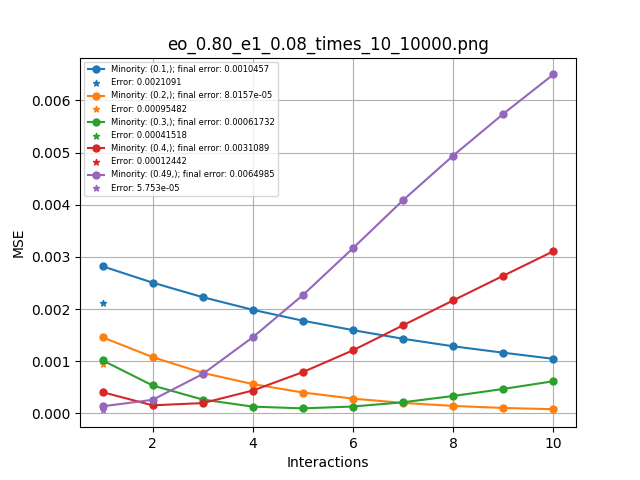 eo_0.80_e1_0.08_times_10_10000.png
Minority: (0.1,); final error: 0.0010457
Error: 0.0021091
Minority: (0.2,); final error: 8.0157e-05
Error: 0.00095482
Minority: (0.3,); final error: 0.00061732
Error: 0.00041518
Minority: (0.4,); final error: 0.0031089
Error: 0.00012442
Minority: (0.49,); final error: 0.0064985
Error: 5.753e-05
0.006
0.005
0.004
0.003
0.002
0.001
0.000
MSE
2
4
6
8
10
Interactions